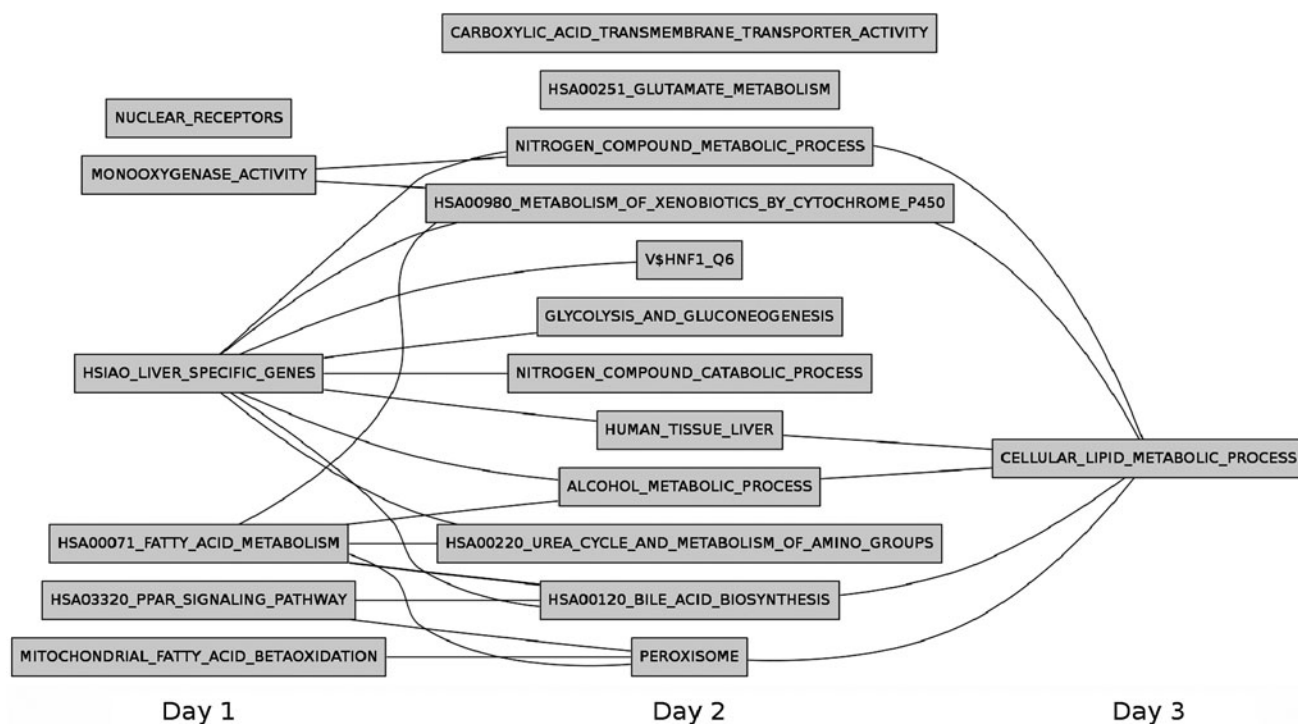 CARBOXYLIC_ACID_TRANSMEMBRANE_TRANSPORTER_ACTIVITY
HSA00251_GLUTAMATE_METABOLISM
NUCLEAR_RECEPTORS
NITROGEN_COMPOUND_METABOLIC_PROCESS
MONOOXYGENASE_ACTIVITY
HSA00980_METABOLISM_OF_XENOBIOTICS_BY_CYTOCHROME_P450
V$HNF1_Q6
GLYCOLYSIS_AND_GLUCONEOGENESIS
HSIAO_LIVER_SPECIFIC_GENES
NITROGEN_COMPOUND_CATABOLIC_PROCESS
HUMAN_TISSUE_LIVER
CELLULAR_LIPID_METABOLIC_PROCESS
ALCOHOL_METABOLIC_PROCESS
HSA00071_FATTY_ACID_METABOLISM
HSA00220_UREA_CYCLE_AND_METABOLISM_OF_AMINO_GROUPS
HSA03320_PPAR_SIGNALING_PATHWAY
HSA00120_BILE_ACID_BIOSYNTHESIS
MITOCHONDRIAL_FATTY_ACID_BETAOXIDATION
PEROXISOME
Day 1
Day 2
Day 3